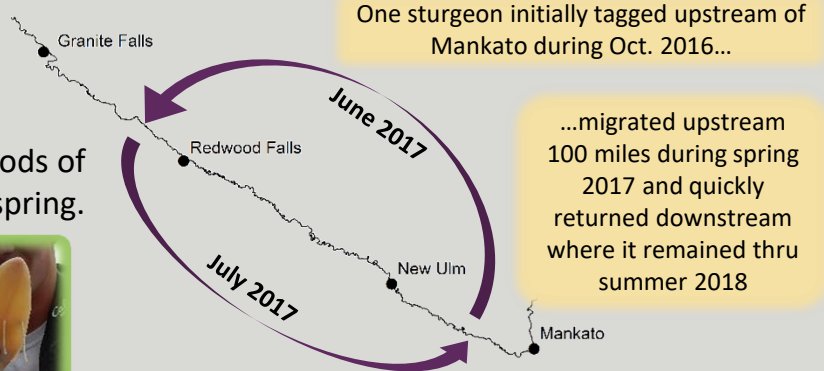 One sturgeon initially tagged upstream of
Mankato during Oct. 2016…
Granite Falls
June 2017
…migrated upstream
100 miles during spring
2017 and quickly
returned downstream
where it remained thru
summer 2018
Redwood Falls
ods of
spring.
July 2017
New Ulm
Mankato